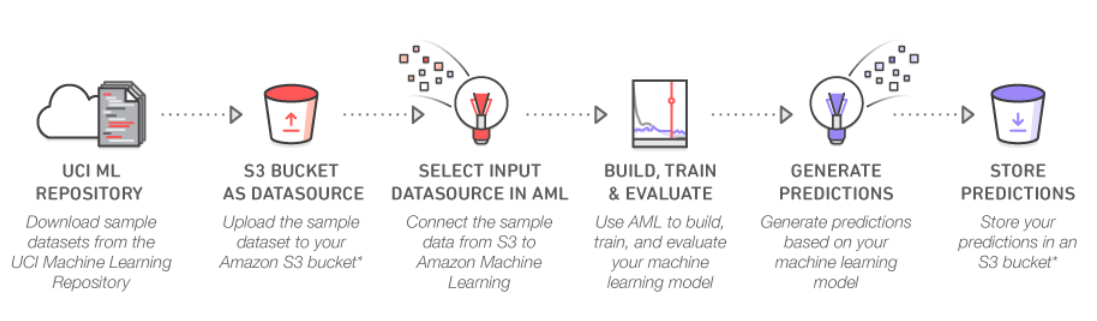 UCI ML
REPOSITORY
Download sample
datasets from the
UCI Machine Learning
Repository
S3 BUCKET
AS DATASOURCE
Upload the sample
dataset to your
Amazon S3 bucket*
SELECT INPUT
DATASOURCE IN AML
Connect the sample
data from S3 to
Amazon Machine
Learning
BUILD, TRAIN
& EVALUATE
Use AML to build,
train, and evaluate
your machine
learning model
GENERATE
PREDICTIONS
Generate predictions
based on your
machine learning
model
STORE
PREDICTIONS
Store your
predictions in an
S3 bucket*